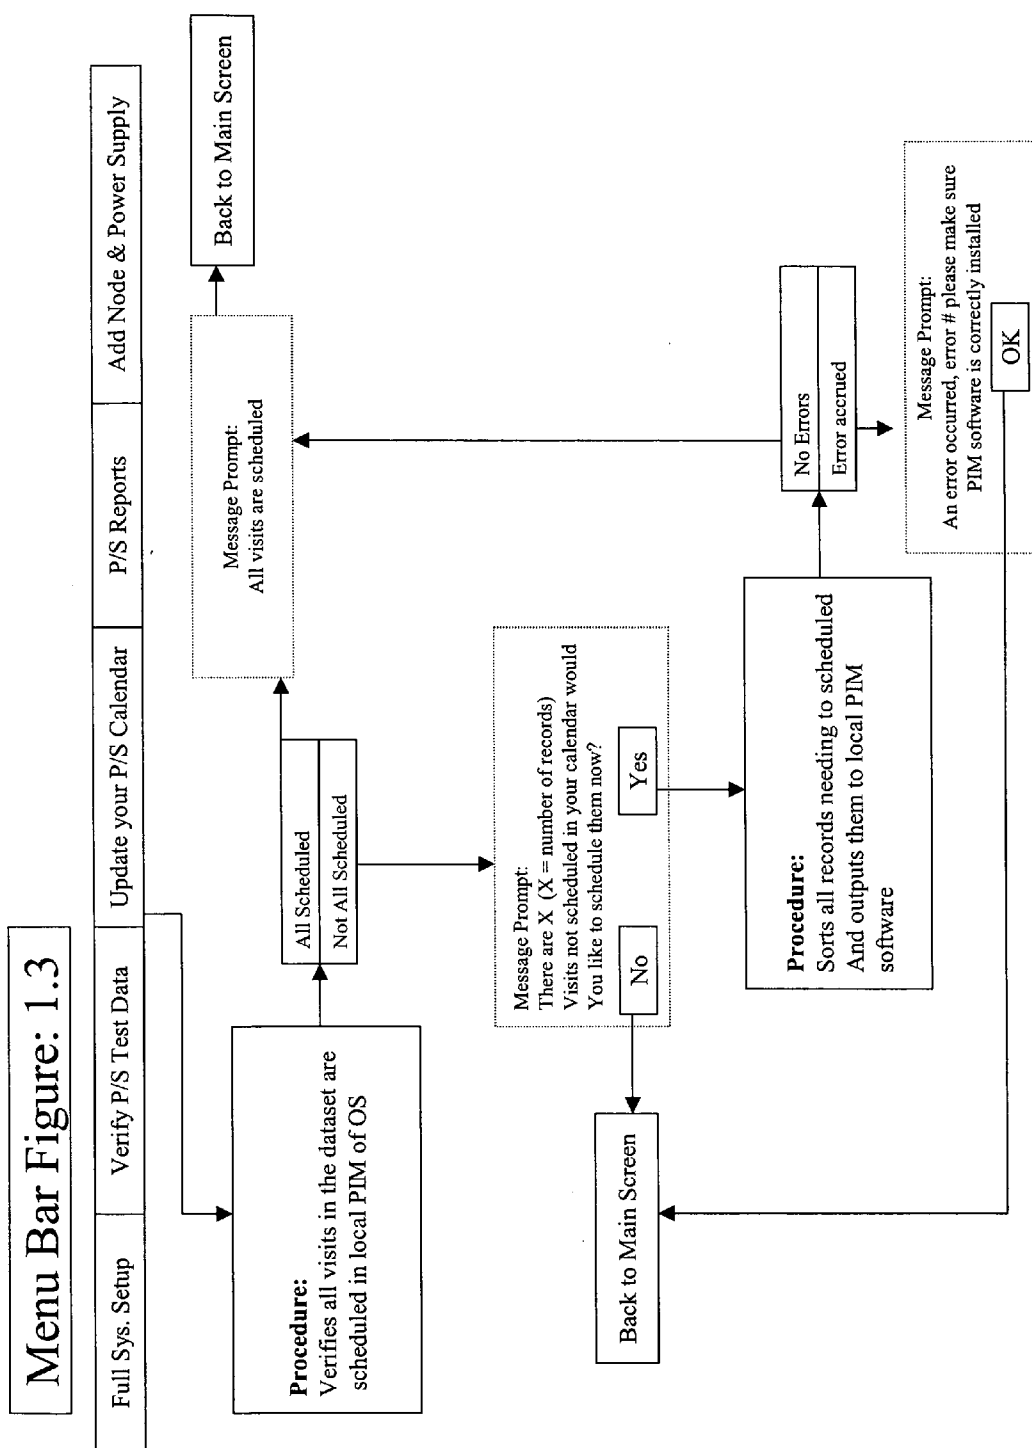 Menu Bar Figure: 1.3
Full Sys. Setup
Verify P/S Test Data
Update your P/S Calendar
P/S Reports
Add Node & Power Supply
Procedure:
Verifies all visits in the dataset are
scheduled in local PIM of OS
All Scheduled
Not All Scheduled
Message Prompt:
All visits are scheduled
Back to Main Screen
Message Prompt:
There are X (X = number of records)
Visits not scheduled in your calendar would
You like to schedule them now?
No
Yes
Back to Main Screen
Procedure:
Sorts all records needing to scheduled
And outputs them to local PIM
software
No Errors
Error accrued
Message Prompt:
An error occurred, error # please make sure
PIM software is correctly installed
OK